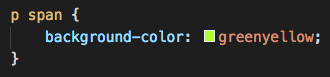 p span {
    background-color: greenyellow;
}